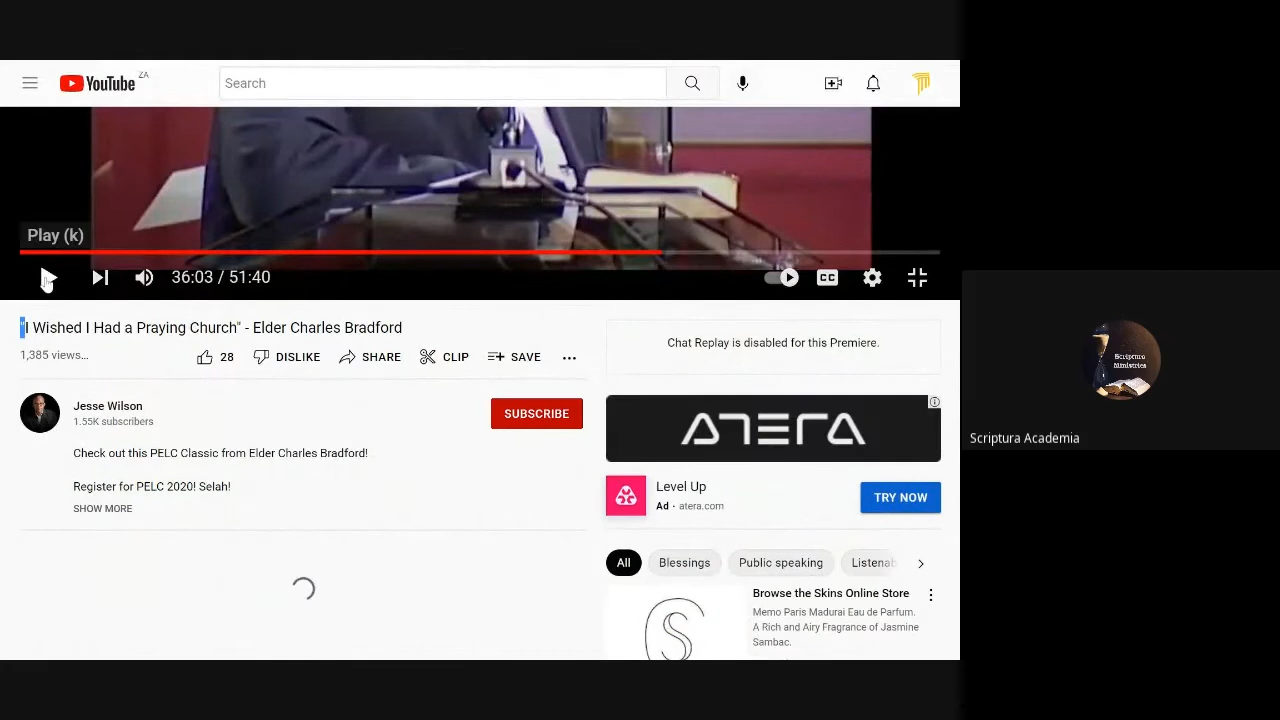 YouTube ZA
Search
Play (k)
36:03 / 51:40
CC
"I Wished I Had a Praying Church" - Elder Charles Bradford
1,385 views...
28
DISLIKE
SHARE
CLIP
SAVE
Chat Replay is disabled for this Premiere.
Jesse Wilson
1.55K subscribers
SUBSCRIBE
Check out this PELC Classic from Elder Charles Bradford!
Register for PELC 2020! Selah!
SHOW MORE
ATERA
Level Up
Ad · atera.com
TRY NOW
All
Blessings
Public speaking
Listenab
Browse the Skins Online Store
Memo Paris Madurai Eau de Parfum.
A Rich and Airy Fragrance of Jasmine
Sambac.
Scriptura
Ministries
Scriptura Academia